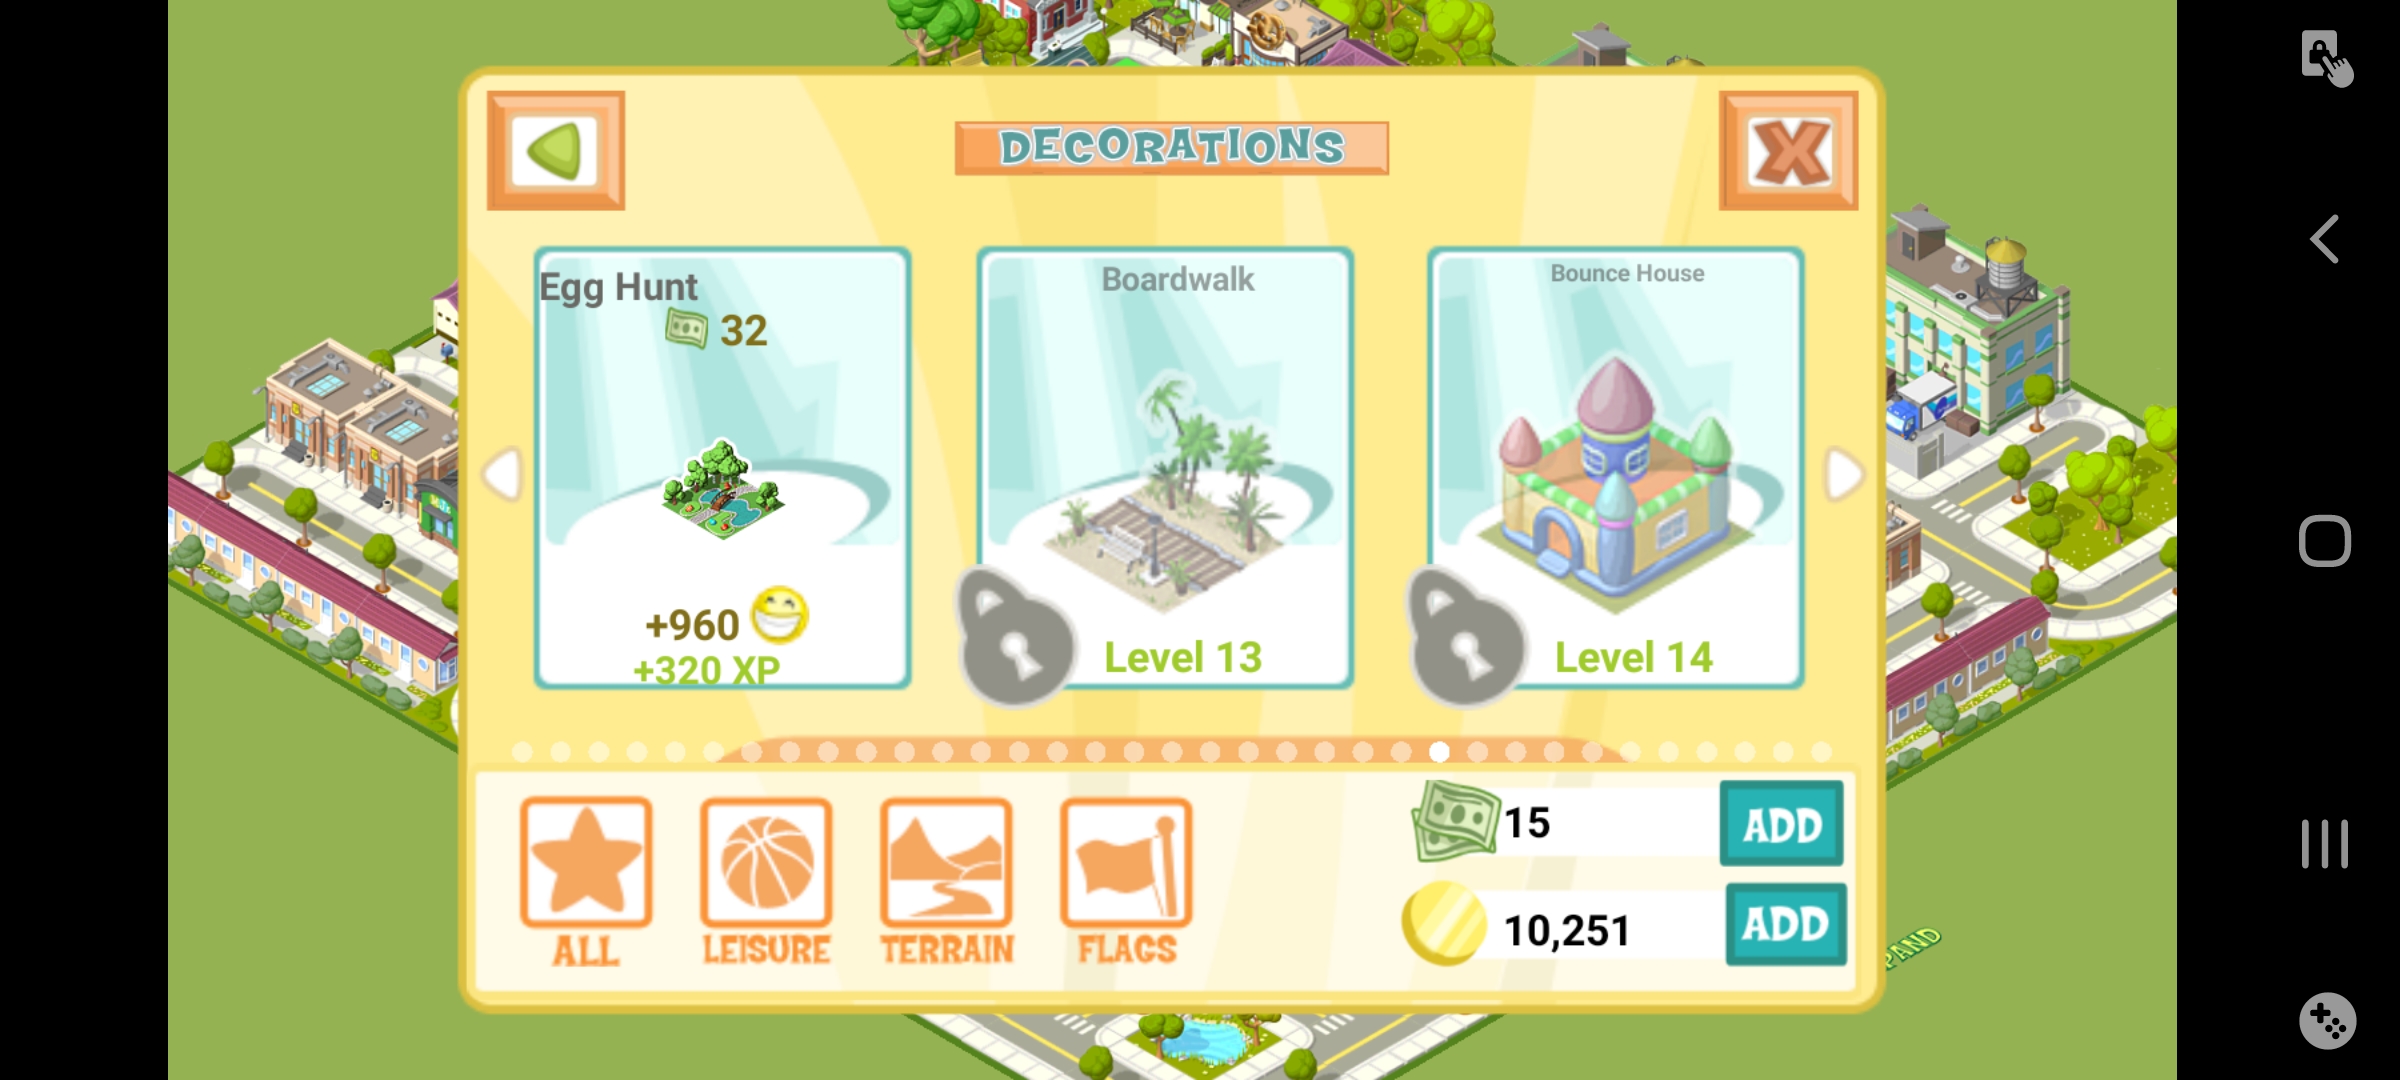 DECORATIONS
Egg Hunt
32
+960
+320 XP
Boardwalk
Level 13
Bounce House
Level 14
ALL
LEISURE
TERRAIN
FLAGS
15
ADD
10,251
ADD
PAND